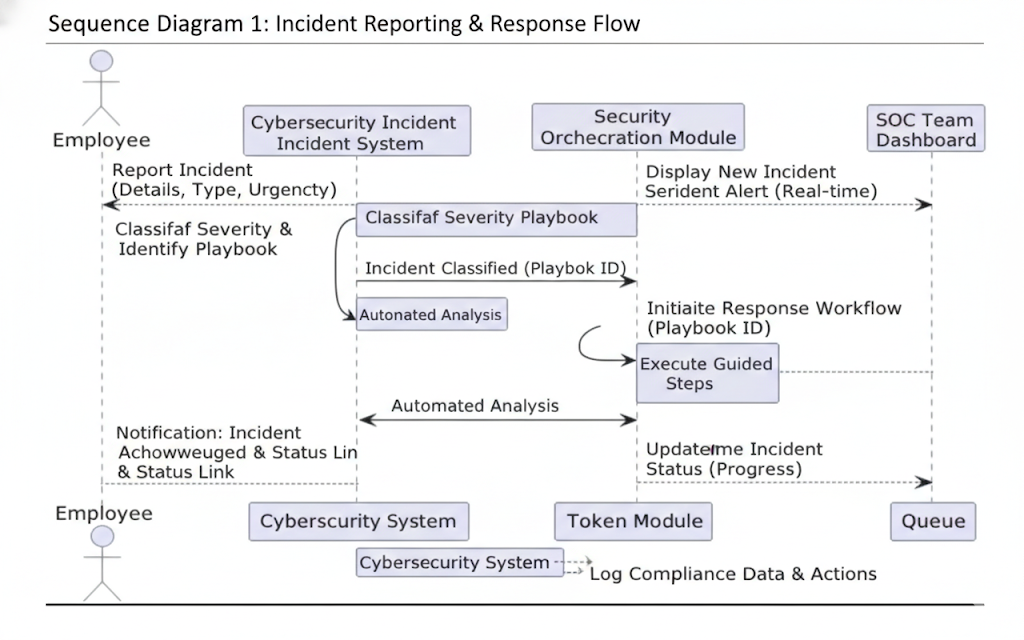 Sequence Diagram 1: Incident Reporting & Response Flow
Employee
Cybersecurity Incident
Incident System
Security
Orchecration Module
SOC Team
Dashboard
Report Incident
(Details, Type, Urgencty)
Display New Incident
Serident Alert (Real-time)
Classifaf Severity Playbook
Classifaf Severity &
Identify Playbook
Incident Classified (Playbok ID)
Autonated Analysis
Initiaite Response Workflow
(Playbook ID)
Execute Guided
Steps
Automated Analysis
Notification: Incident
Achowweuged & Status Lin
& Status Link
Updateme Incident
Status (Progress)
Employee
Cyberscurity System
Token Module
Queue
Cybersecurity System
Log Compliance Data & Actions